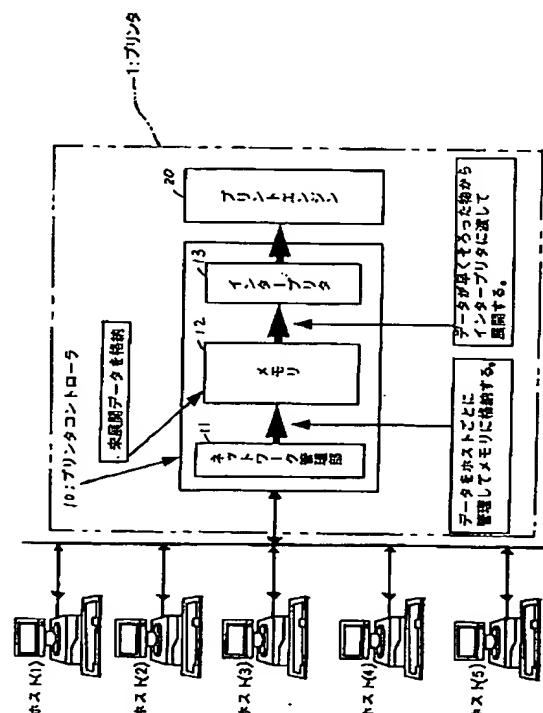 ホスト(1)
ホスト(2)
ホスト(3)
ホスト(4)
ホスト(5)
1:プリンタ
10:プリンタコントローラ
未展開データを格納
11
ネットワーク管理部
12
メモリ
13
インタープリタ
20
プリントエンジン
データをホストごとに
管理してメモリに格納する。
データが早くそろった物から
インタープリタに渡して
展開する。